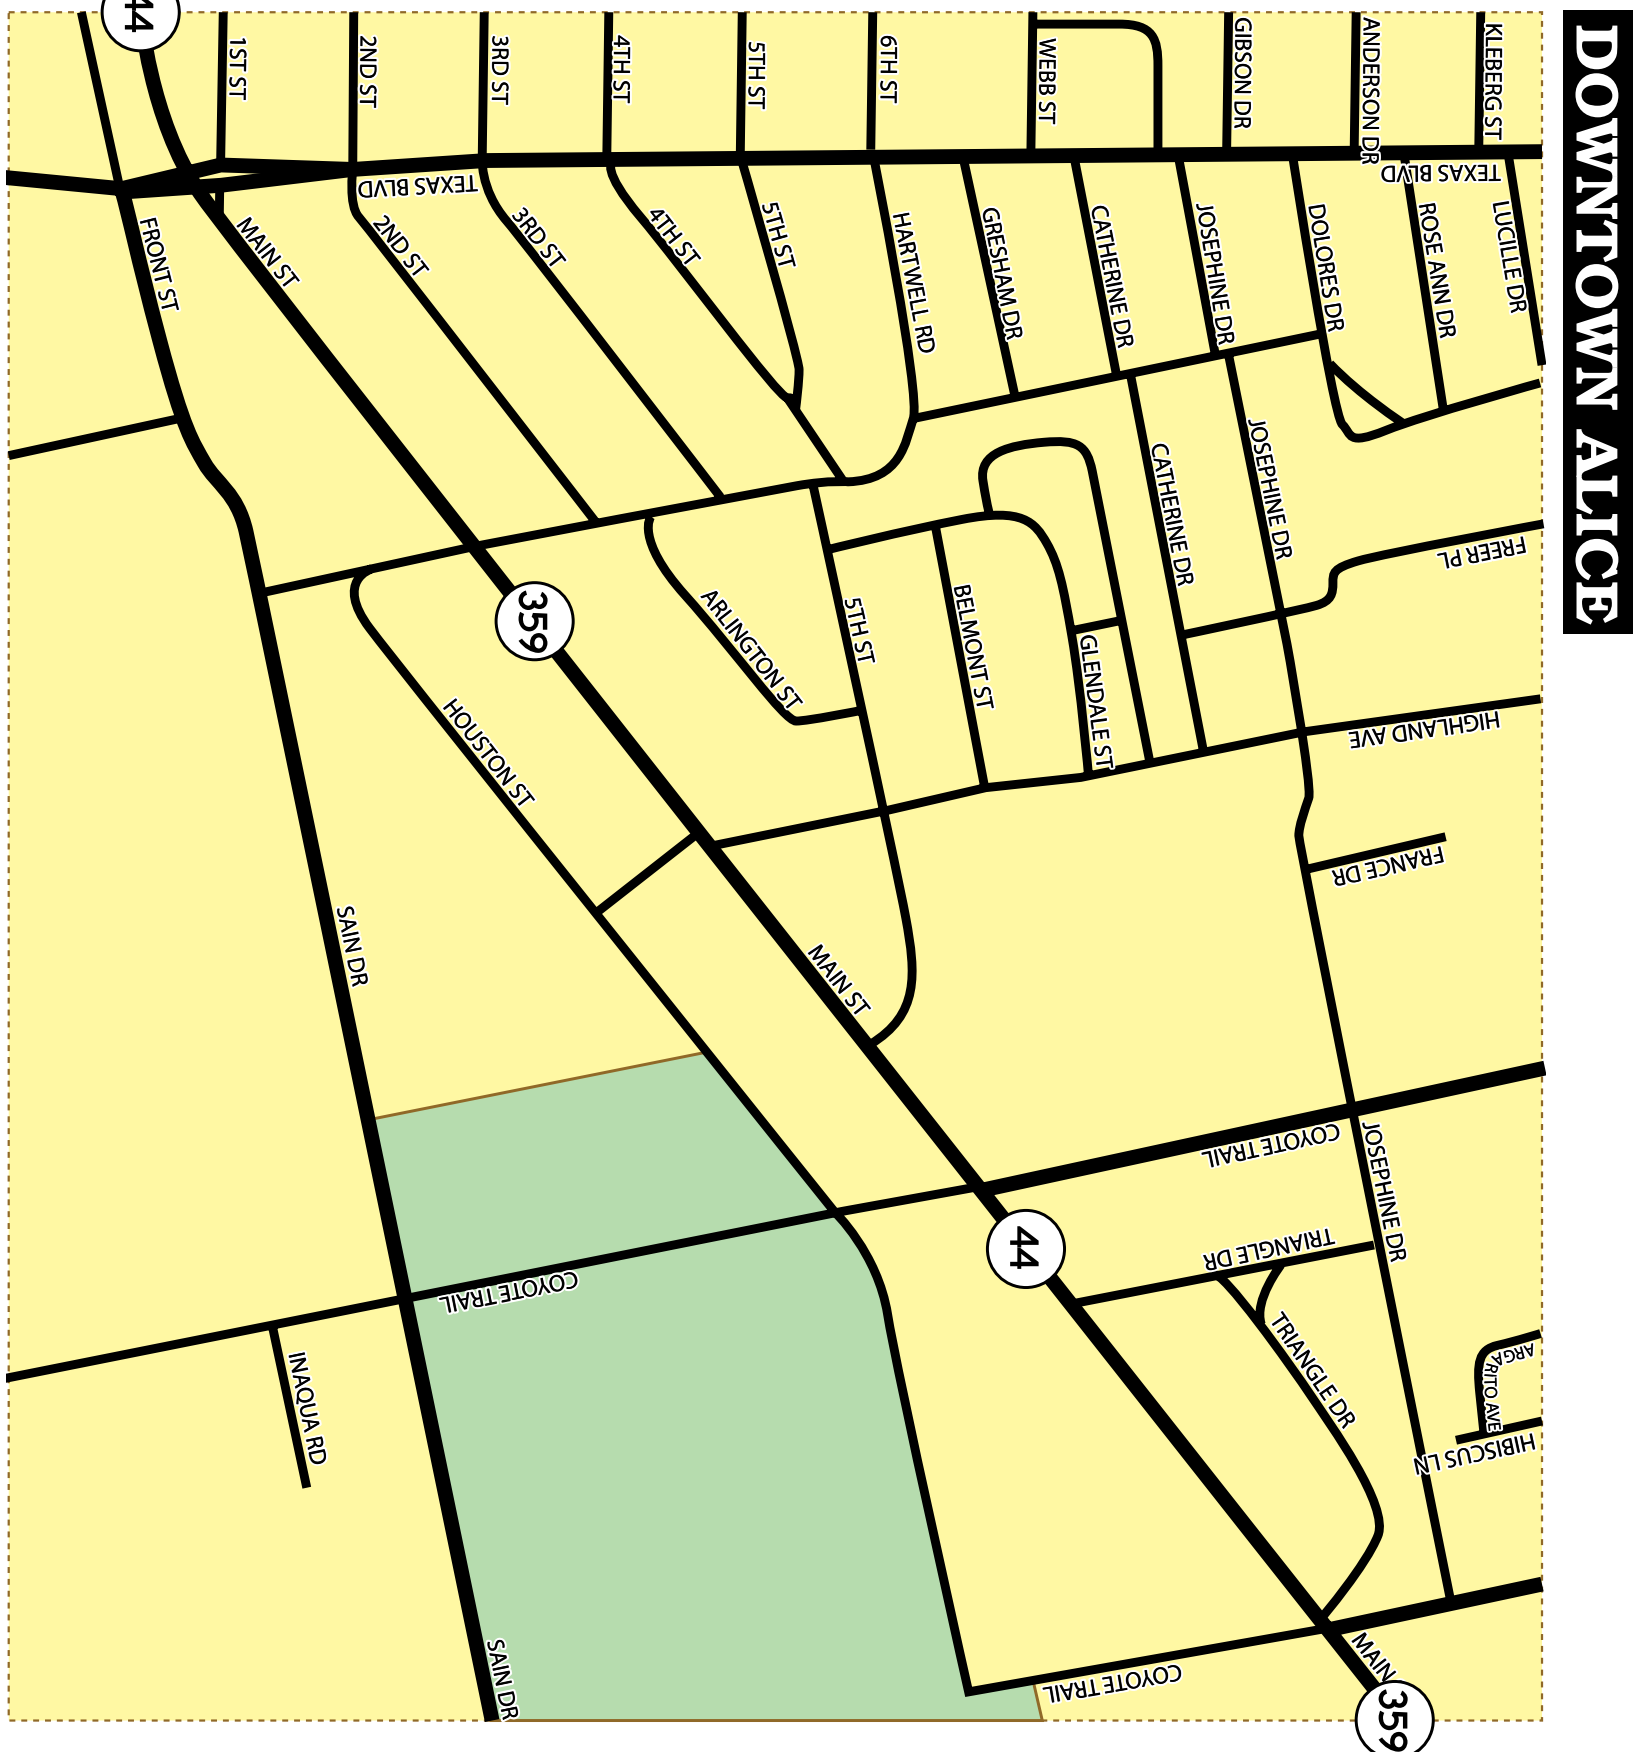 DOWNTOWN ALICE
44
1ST ST
2ND ST
3RD ST
4TH ST
5TH ST
6TH ST
WEBB ST
GIBSON DR
ANDERSON DR
KLEBERG ST
TEXAS BLVD
TEXAS BLVD
FRONT ST
MAIN ST
2ND ST
3RD ST
4TH ST
5TH ST
HARTWELL RD
GRESHAM DR
CATHERINE DR
JOSEPHINE DR
DOLORES DR
ROSE ANN DR
LUCILLE DR
CATHERINE DR
JOSEPHINE DR
FREER PL
359
ARLINGTON ST
5TH ST
BELMONT ST
GLENDALE ST
HIGHLAND AVE
HOUSTON ST
FRANCE DR
SAIN DR
MAIN ST
COYOTE TRAIL
JOSEPHINE DR
44
TRIANGLE DR
COYOTE TRAIL
TRIANGLE DR
INAQUA RD
ARGA
RITO AVE
HIBISCUS LN
SAIN DR
COYOTE TRAIL
MAIN
359